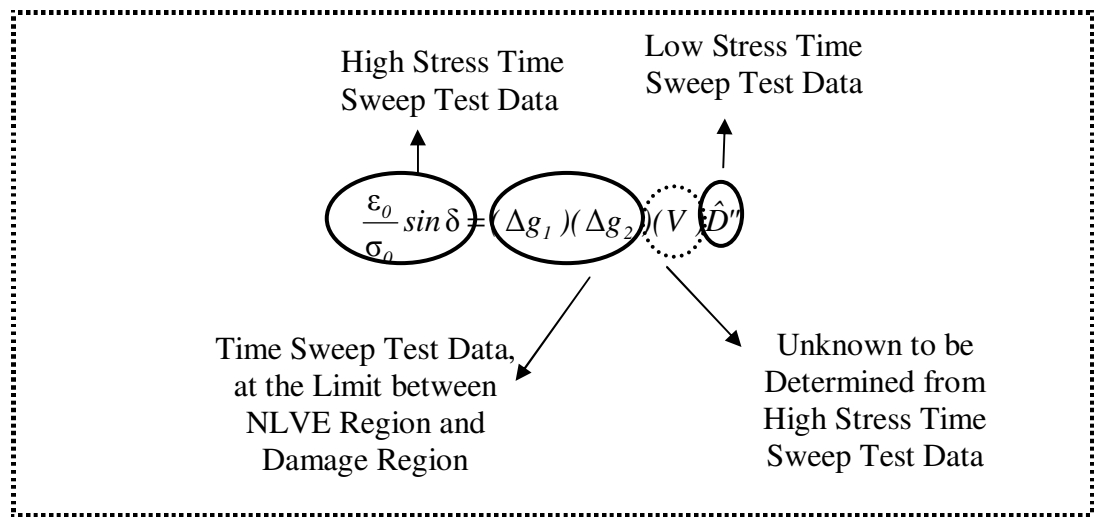 High Stress Time
Sweep Test Data
Low Stress Time
Sweep Test Data
ε₀/σ₀ sin δ = (Δg₁)(Δg₂)(V)D̂″
Time Sweep Test Data,
at the Limit between
NLVE Region and
Damage Region
Unknown to be
Determined from
High Stress Time
Sweep Test Data